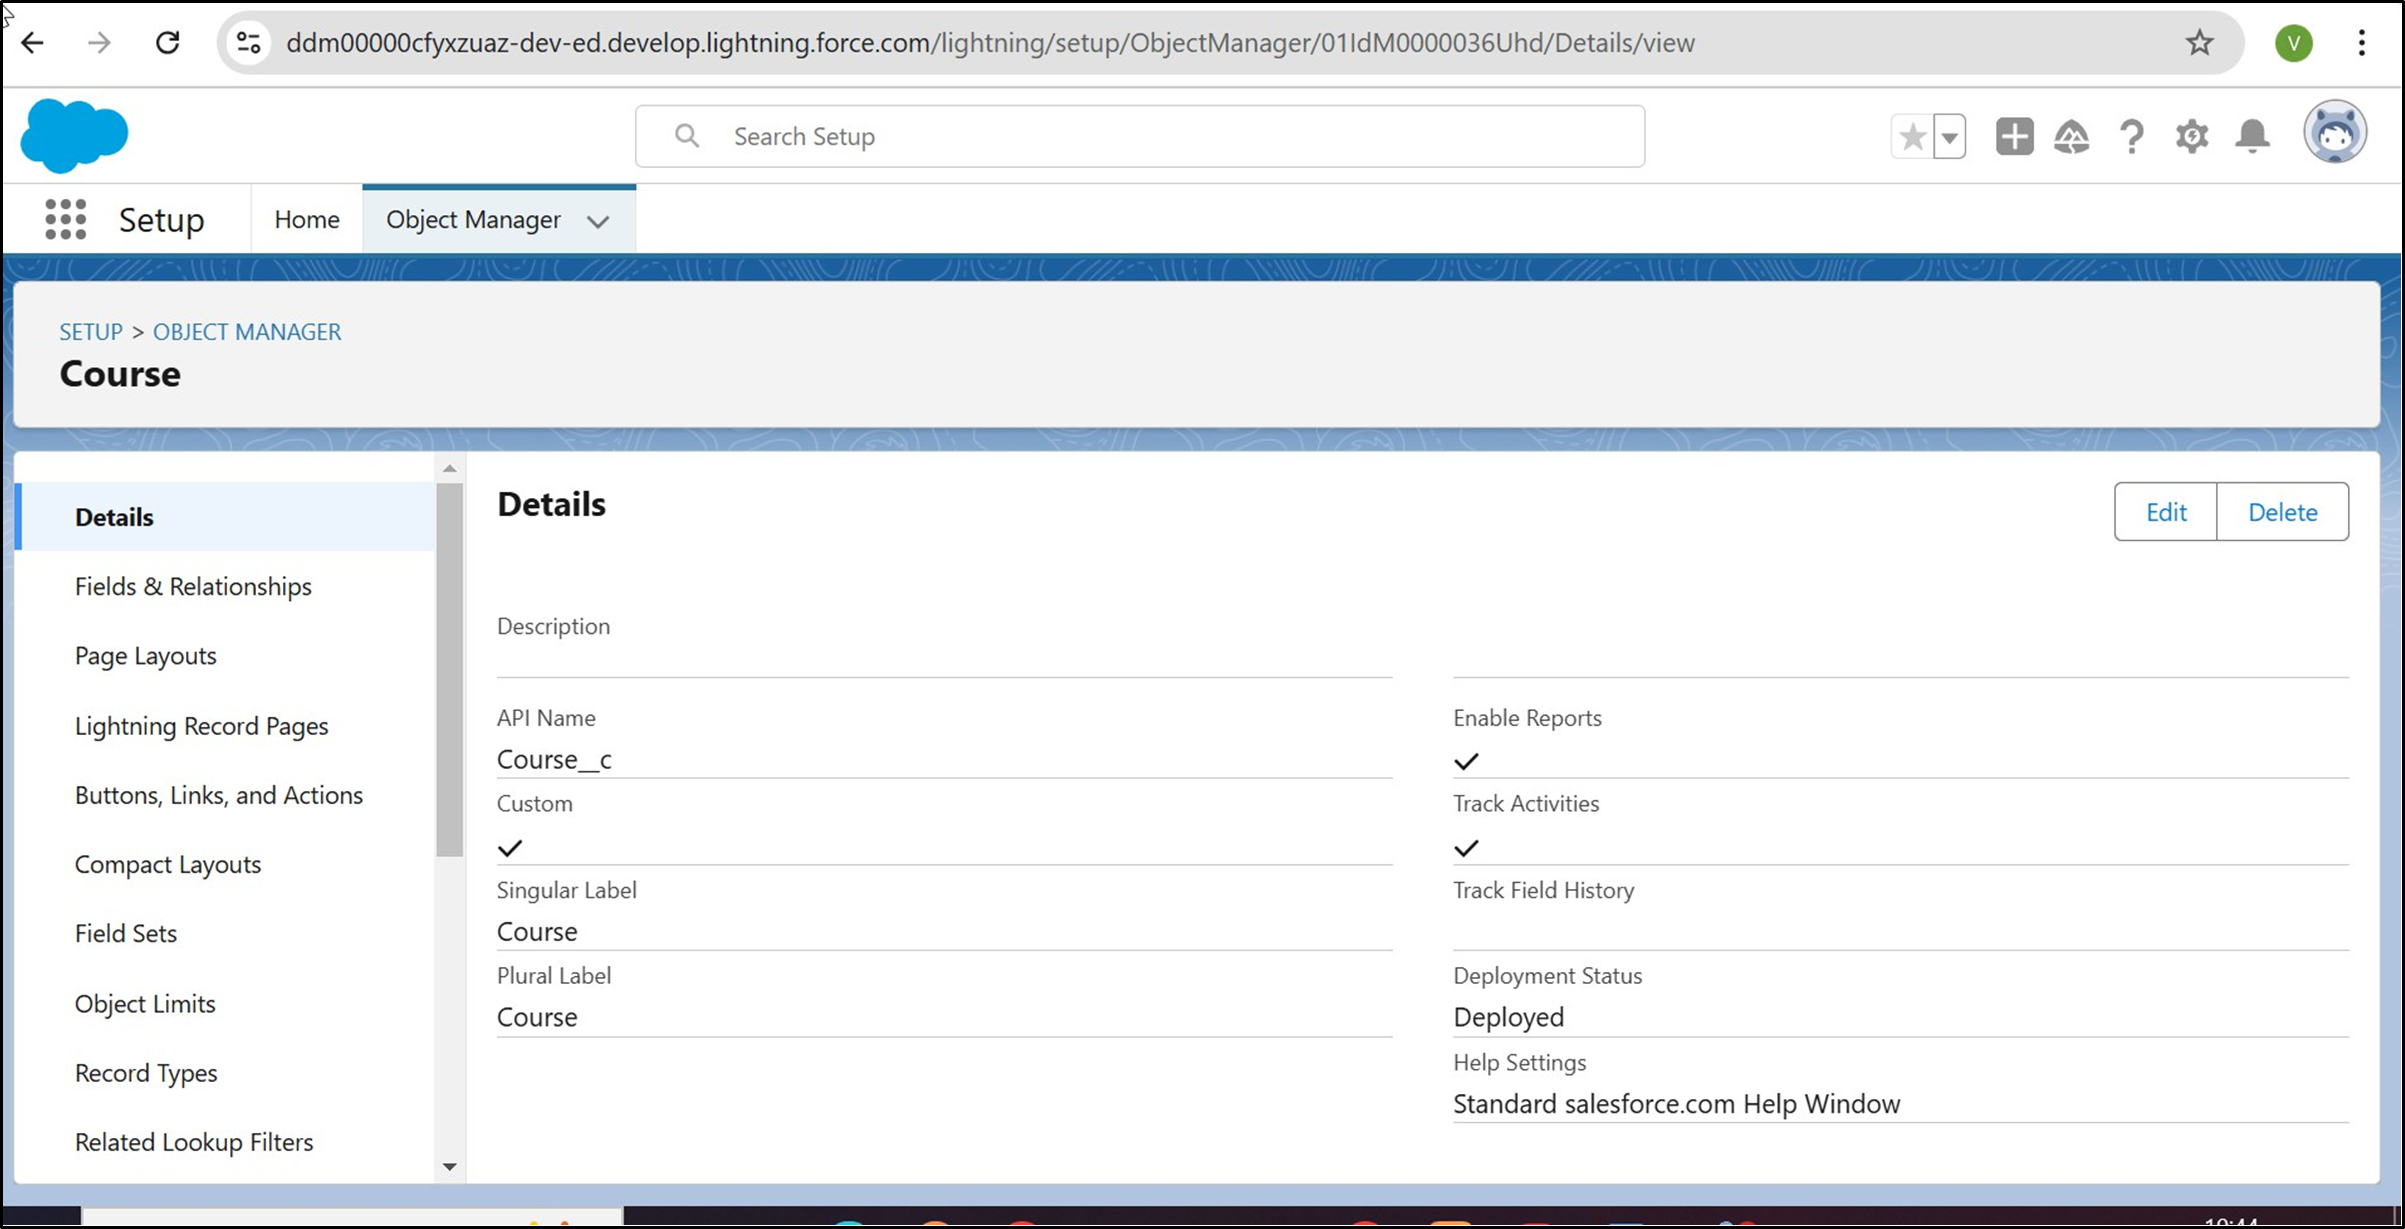 ddm00000cfyxzuaz-dev-ed.develop.lightning.force.com/lightning/setup/ObjectManager/01IdM0000036Uhd/Details/view
V
Search Setup
Setup
Home
Object Manager
SETUP > OBJECT MANAGER
Course
Details
Fields & Relationships
Page Layouts
Lightning Record Pages
Buttons, Links, and Actions
Compact Layouts
Field Sets
Object Limits
Record Types
Related Lookup Filters
Details
Edit
Delete
Description
API Name
Course__c
Custom
Singular Label
Course
Plural Label
Course
Enable Reports
Track Activities
Track Field History
Deployment Status
Deployed
Help Settings
Standard salesforce.com Help Window